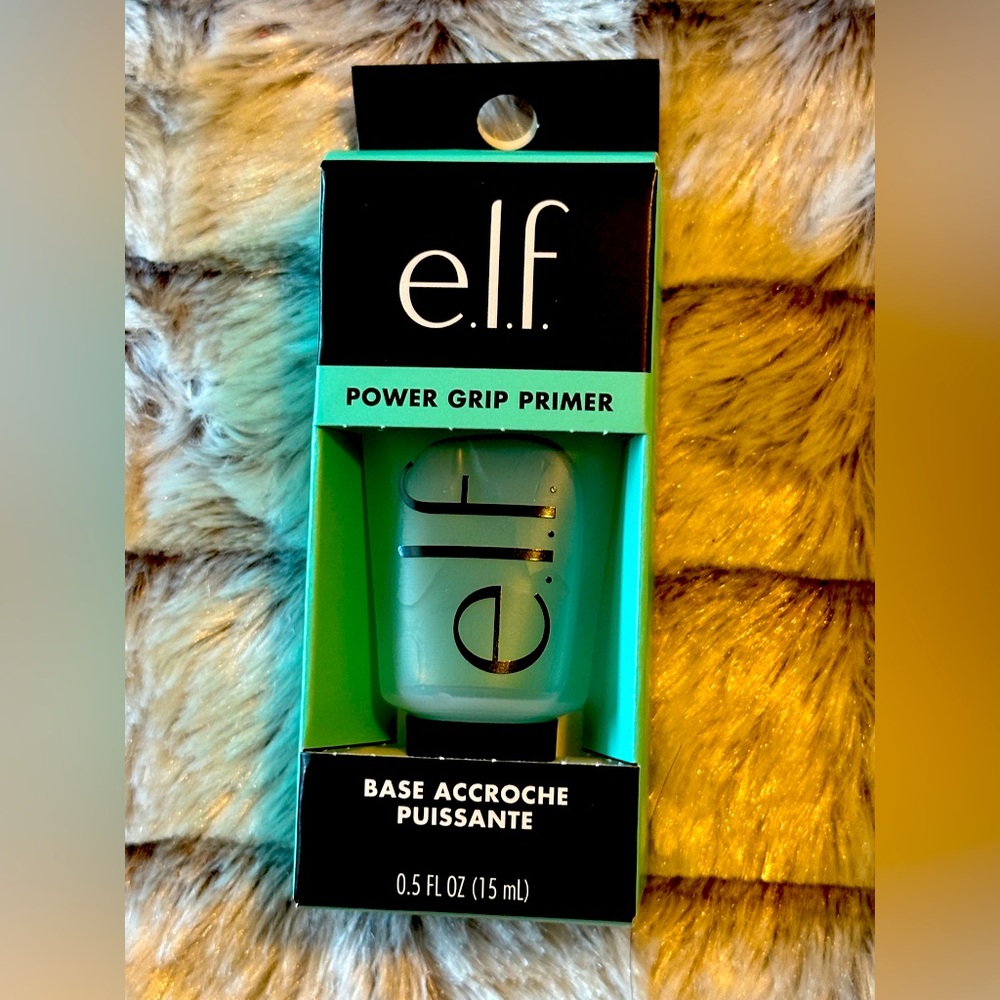 e.l.f.
POWER GRIP PRIMER
e.l.f.
BASE ACCROCHE
PUISSANTE
0.5 FL OZ (15 mL)